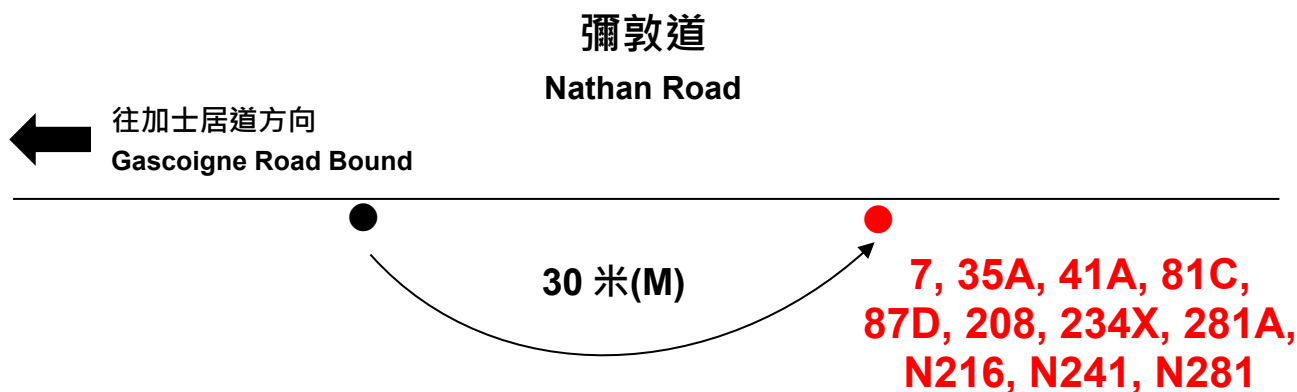 彌敦道
Nathan Road
往加士居道方向
Gascoigne Road Bound
30 米(M)
7, 35A, 41A, 81C,
87D, 208, 234X, 281A,
N216, N241, N281